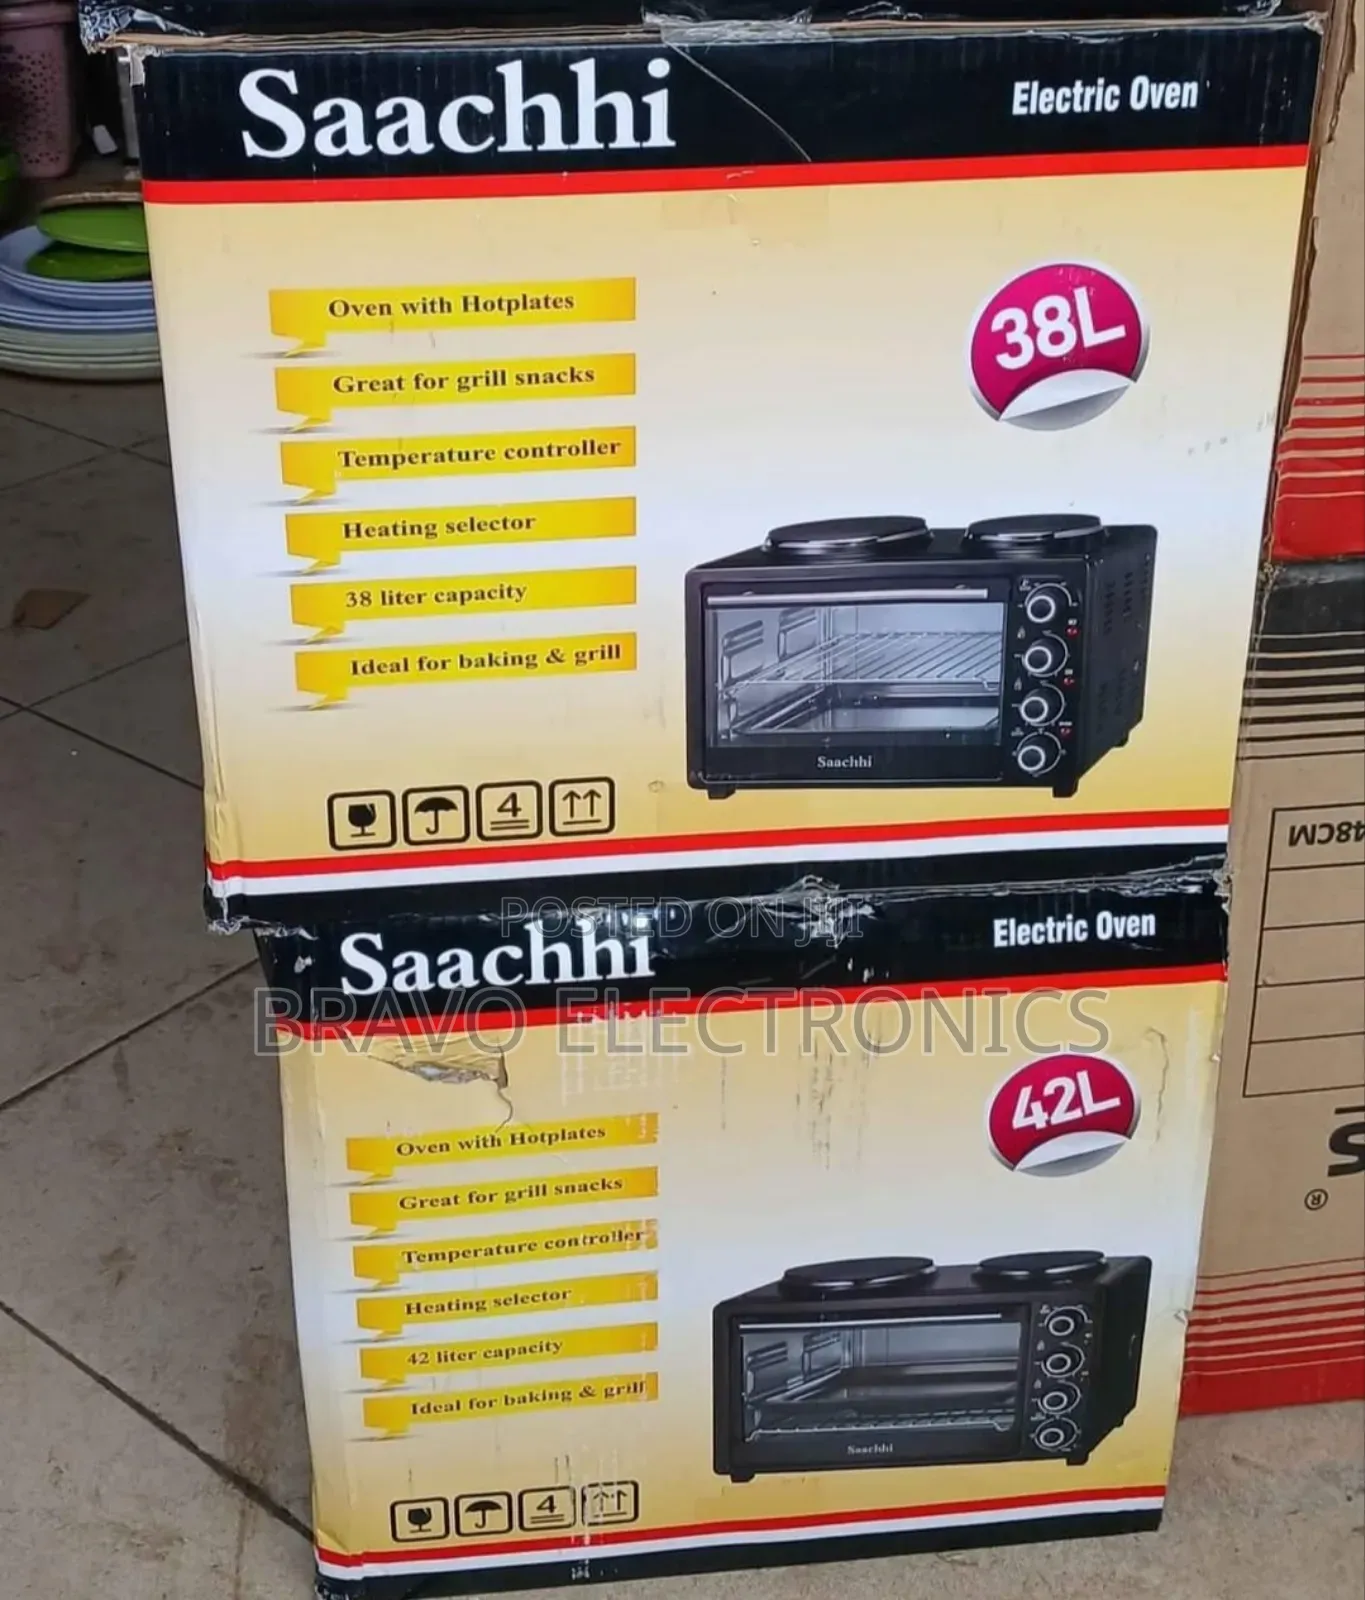 Saachhi
Electric Oven
38L
Oven with Hotplates
Great for grill snacks
Temperature controller
Heating selector
38 liter capacity
Ideal for baking & grill
Saachhi
4
48CM
POSTED ON JIJI
Saachhi
Electric Oven
BRAVO ELECTRONICS
42L
Oven with Hotplates
Great for grill snacks
Temperature controller
Heating selector
42 liter capacity
Ideal for baking & grill
Saachhi
4
S
®